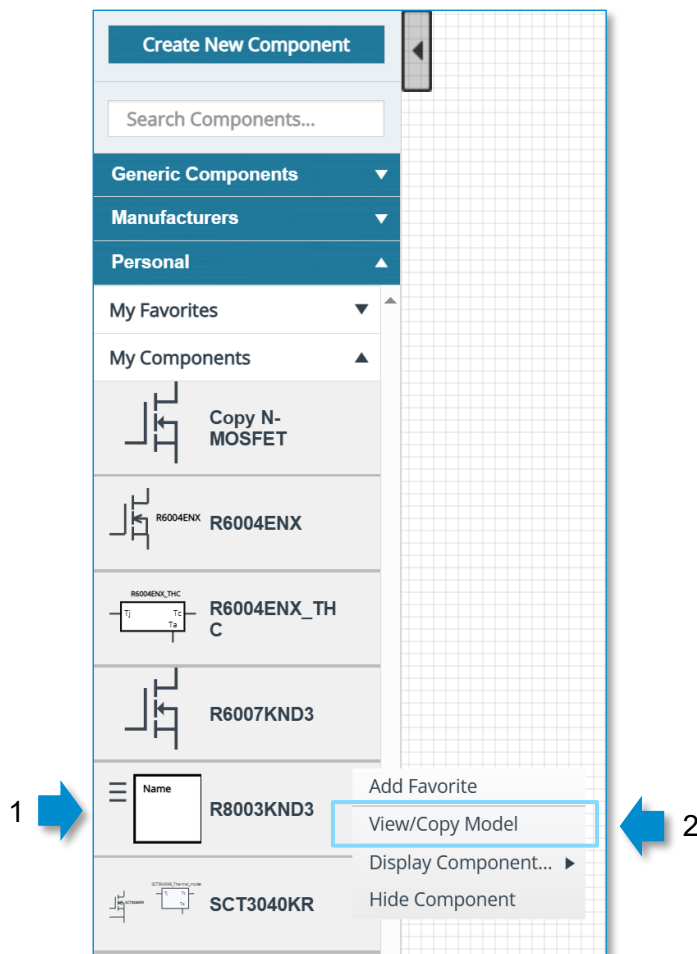 Create New Component
Search Components...
Generic Components
Manufacturers
Personal
My Favorites
My Components
Copy N-
MOSFET
R6004ENX
R6004ENX
R6004ENX_THC
Tj
Tc
Ta
R6004ENX_TH
C
R6007KND3
1
Name
R8003KND3
Add Favorite
View/Copy Model
2
Display Component...
Hide Component
SCT3040KR